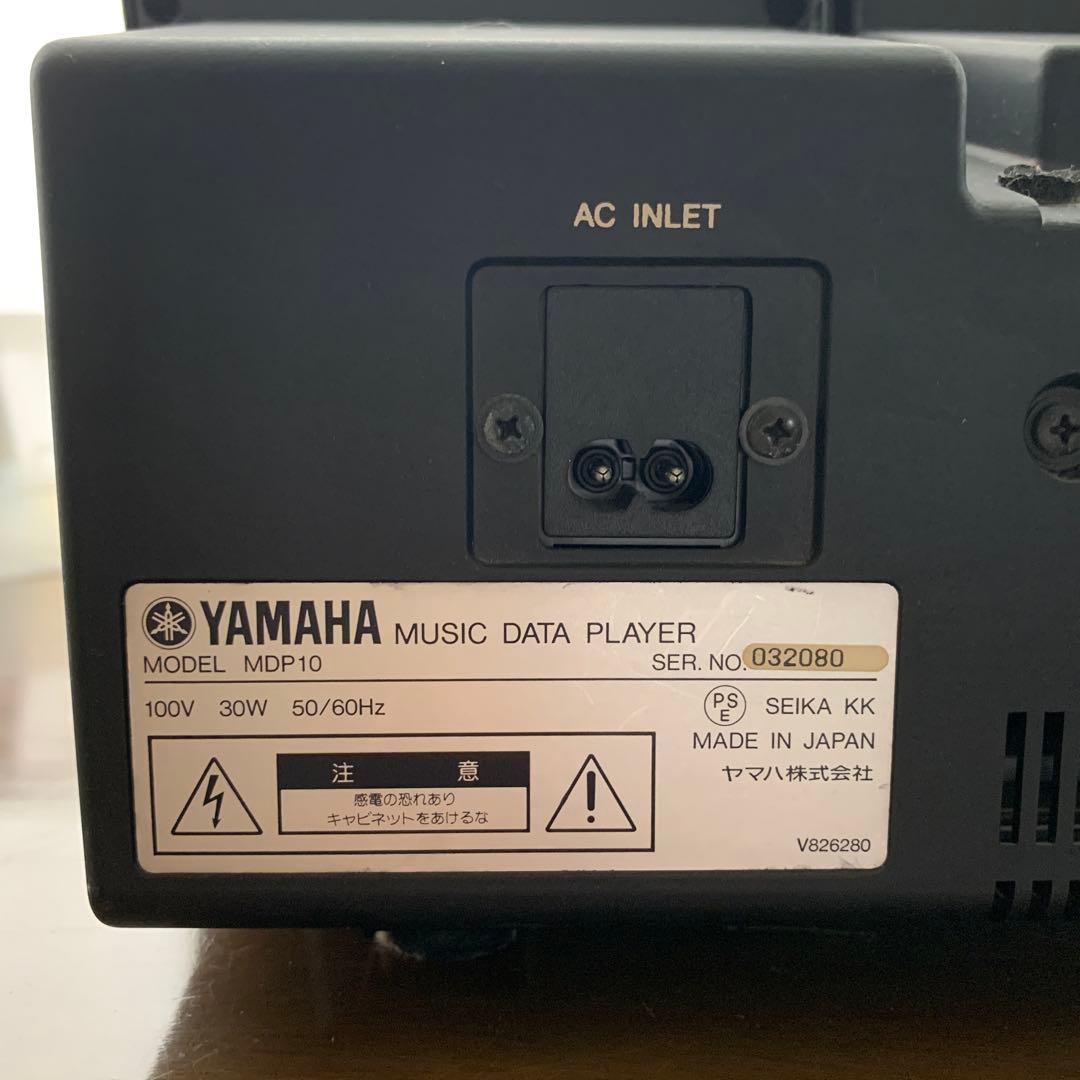 AC INLET
YAMAHA MUSIC DATA PLAYER
MODEL MDP10 SER. NO. 032080
100V 30W 50/60Hz PSE SEIKA KK
MADE IN JAPAN
注意 ヤマハ株式会社
感電の恐れあり
キャビネットをあけるな
V826280